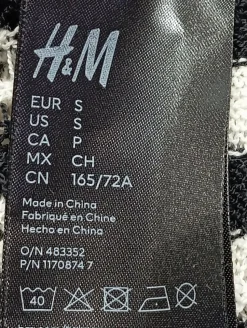 H&M
EUR S
US S
CA P
MX CH
CN 165/72A
Made in China
Fabriqué en Chine
Hecho en China
O/N 483352
P/N 1170874 7
40